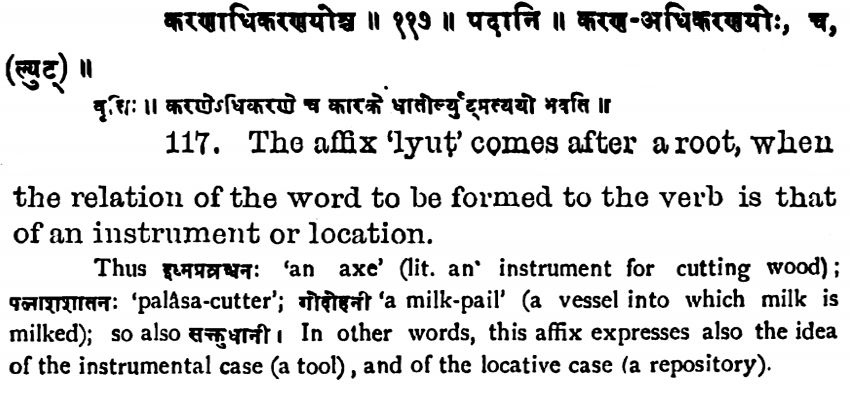 करणाधिकरणयोश्च ॥ ११७ ॥ पदानि ॥ करण-अधिकरणयोः, च,
(ल्युट्) ॥
वृत्तिः ॥ करणेऽधिकरणे च कारके धातोर्ल्युट्प्रत्ययो भवति ॥
117. The affix ‘lyuṭ’ comes after a root, when
the relation of the word to be formed to the verb is that
of an instrument or location.
Thus इध्मप्रव्रश्चनः ‘an axe’ (lit. an instrument for cutting wood);
पलाशशातनः ‘palâsa-cutter’; गोदोहनी ‘a milk-pail’ (a vessel into which milk is
milked); so also सक्तुधानी । In other words, this affix expresses also the idea
of the instrumental case (a tool), and of the locative case (a repository).